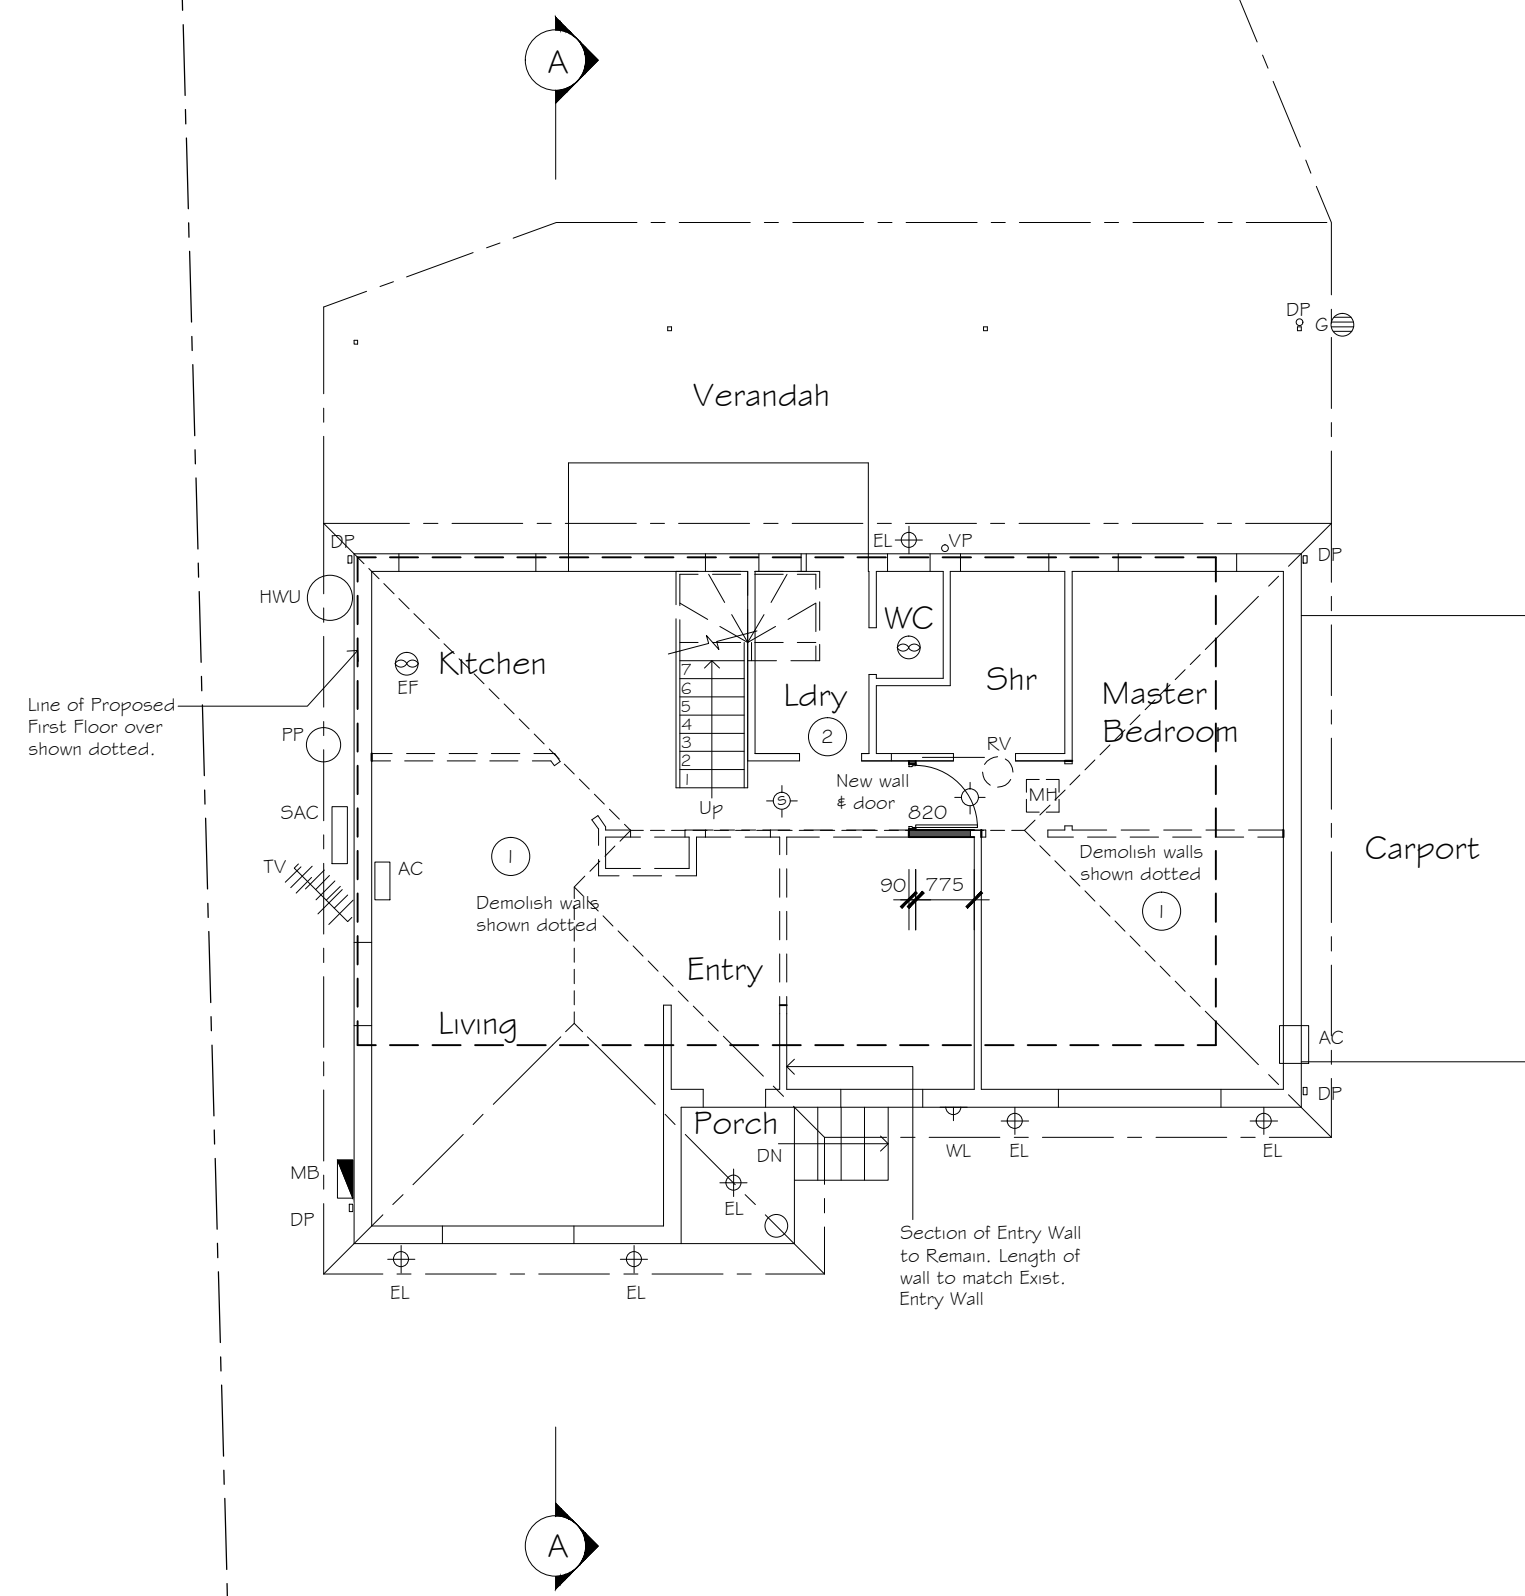 A
DP
G
Verandah
EL
VP
DP
DP
HWU
WC
Kitchen
EF
7
6
5
4
3
2
1
Up
Ldry
2
Shr
Master
Bedroom
Line of Proposed
First Floor over
shown dotted.
PP
RV
New wall
& door
MH
S
820
SAC
TV
AC
1
Demolish walls
shown dotted
Demolish walls
shown dotted
1
Carport
90
775
Entry
Living
AC
DP
Porch
DN
WL
EL
EL
MB
DP
EL
EL
EL
Section of Entry Wall
to Remain. Length of
wall to match Exist.
Entry Wall
A